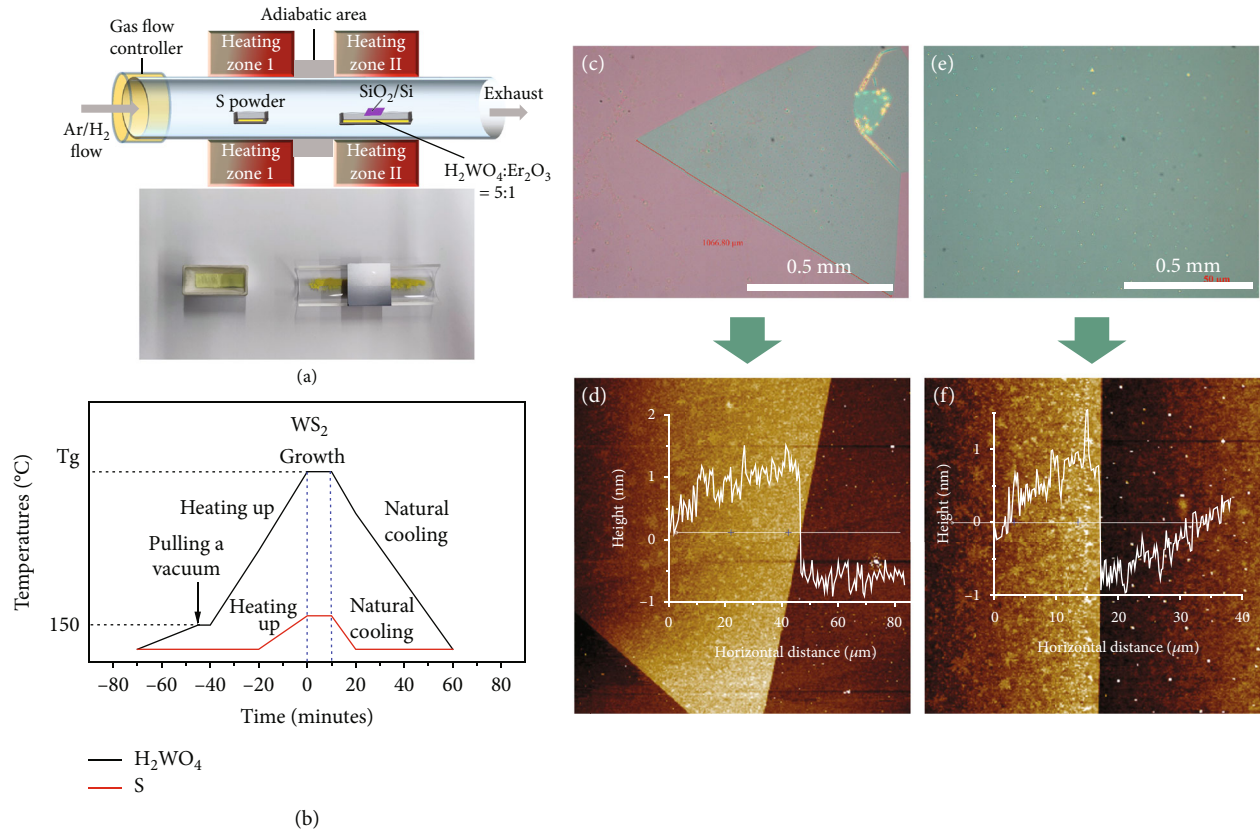 Adiabatic area
Gas flow
controller
Heating
zone 1
Heating
zone II
S powder
SiO₂/Si
Exhaust
Ar/H₂
flow
Heating
zone 1
Heating
zone II
H₂WO₄:Er₂O₃
= 5:1
(a)
WS₂
Tg
Growth
Heating up
Natural
cooling
Pulling a
vacuum
Heating
up
Natural
cooling
150
Temperatures (°C)
−80 −60 −40 −20 0 20 40 60 80
Time (minutes)
H₂WO₄
S
(b)
(c)
1066.80 μm
0.5 mm
(e)
0.5 mm
50 μm
(d)
2
1
0
−1
Height (nm)
0 20 40 60 80
Horizontal distance (μm)
(f)
1
0
−1
Height (nm)
0 10 20 30 40
Horizontal distance (μm)